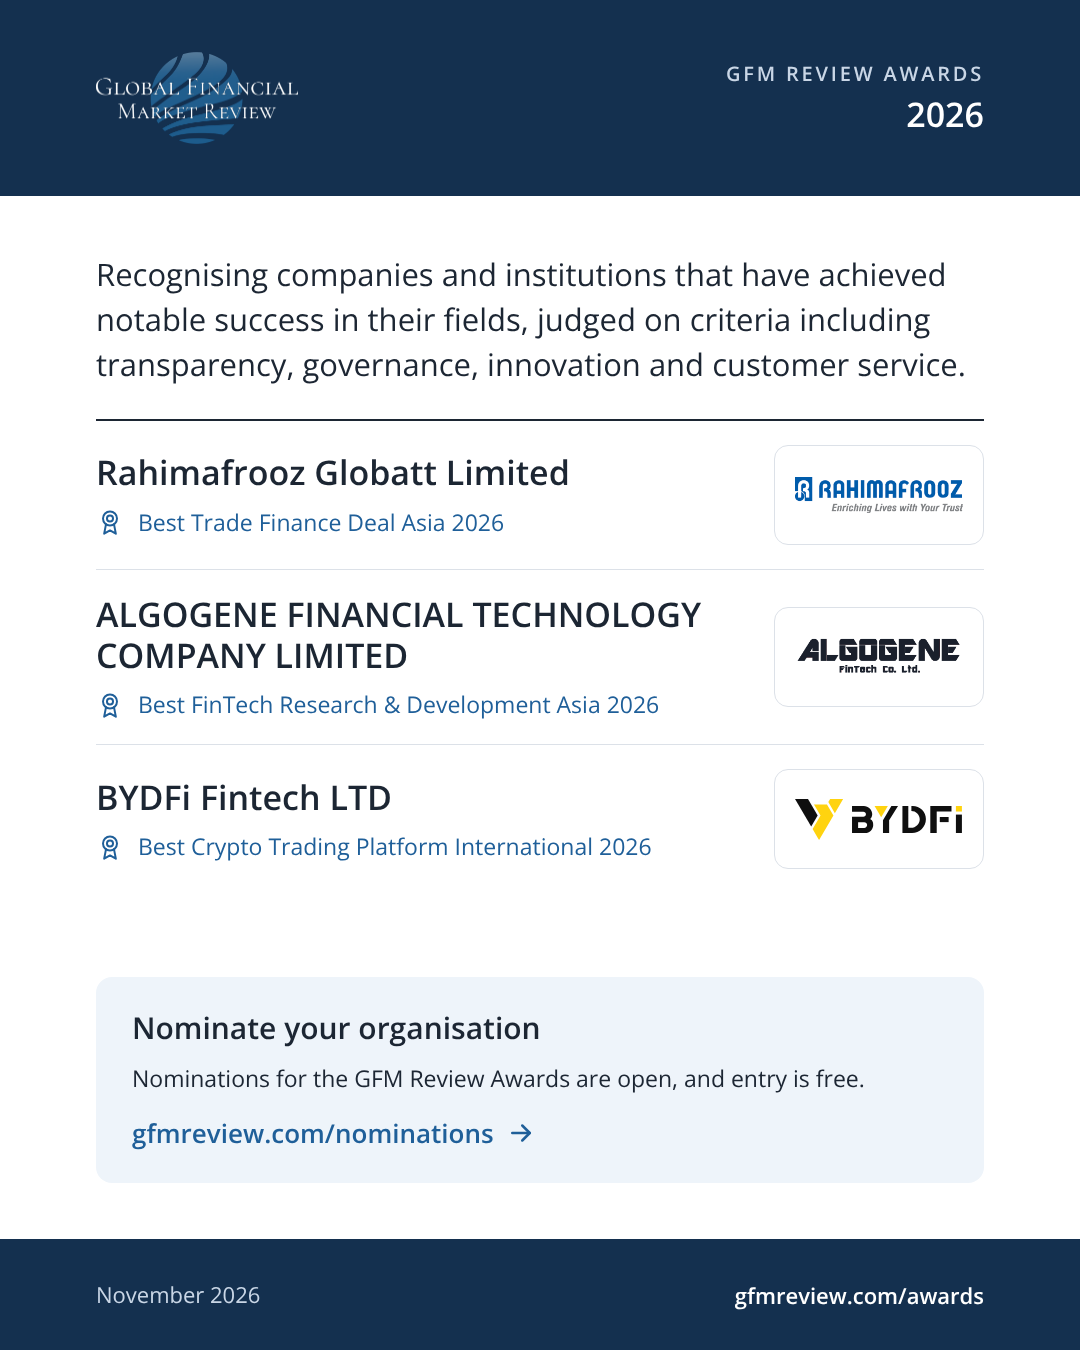 GLOBAL FINANCIAL
MARKET REVIEW
GFM REVIEW AWARDS
2026
Recognising companies and institutions that have achieved
notable success in their fields, judged on criteria including
transparency, governance, innovation and customer service.
Rahimafrooz Globatt Limited
Best Trade Finance Deal Asia 2026
RAHIMAFROOZ
Enriching Lives with Your Trust
ALGOGENE FINANCIAL TECHNOLOGY
COMPANY LIMITED
Best FinTech Research & Development Asia 2026
ALGOGENE
FinTech Co. Ltd.
BYDFi Fintech LTD
Best Crypto Trading Platform International 2026
BYDFi
Nominate your organisation
Nominations for the GFM Review Awards are open, and entry is free.
gfmreview.com/nominations →
November 2026
gfmreview.com/awards